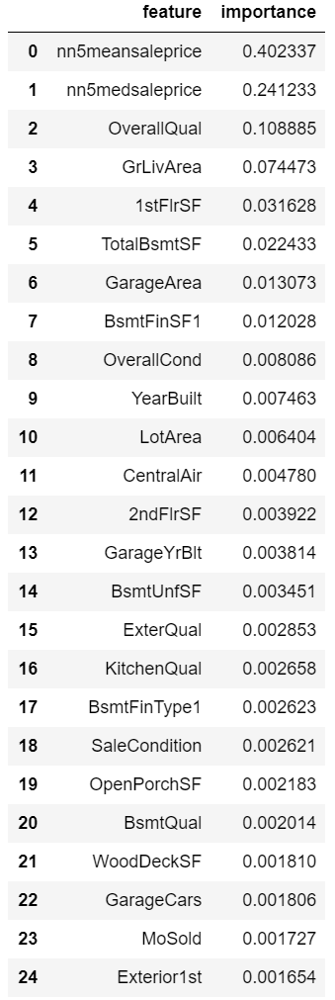 feature importance
0 nn5meansaleprice 0.402337
1 nn5medsaleprice 0.241233
2 OverallQual 0.108885
3 GrLivArea 0.074473
4 1stFlrSF 0.031628
5 TotalBsmtSF 0.022433
6 GarageArea 0.013073
7 BsmtFinSF1 0.012028
8 OverallCond 0.008086
9 YearBuilt 0.007463
10 LotArea 0.006404
11 CentralAir 0.004780
12 2ndFlrSF 0.003922
13 GarageYrBlt 0.003814
14 BsmtUnfSF 0.003451
15 ExterQual 0.002853
16 KitchenQual 0.002658
17 BsmtFinType1 0.002623
18 SaleCondition 0.002621
19 OpenPorchSF 0.002183
20 BsmtQual 0.002014
21 WoodDeckSF 0.001810
22 GarageCars 0.001806
23 MoSold 0.001727
24 Exterior1st 0.001654